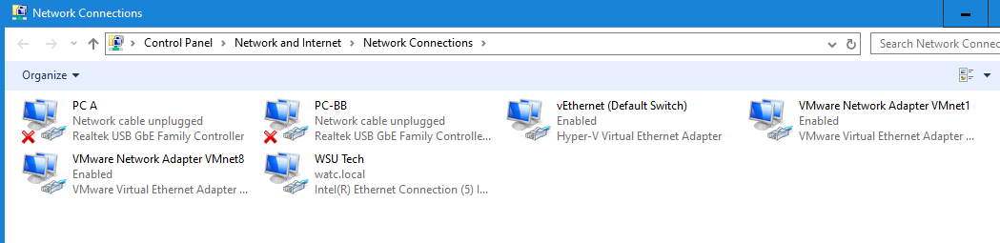 Network Connections
Control Panel > Network and Internet > Network Connections >
Search Network Connec
Organize
PC A
Network cable unplugged
Realtek USB GbE Family Controller
PC-BB
Network cable unplugged
Realtek USB GbE Family Controlle...
vEthernet (Default Switch)
Enabled
Hyper-V Virtual Ethernet Adapter
VMware Network Adapter VMnet1
Enabled
VMware Virtual Ethernet Adapter ...
VMware Network Adapter VMnet8
Enabled
VMware Virtual Ethernet Adapter ...
WSU Tech
watc.local
Intel(R) Ethernet Connection (5) I...